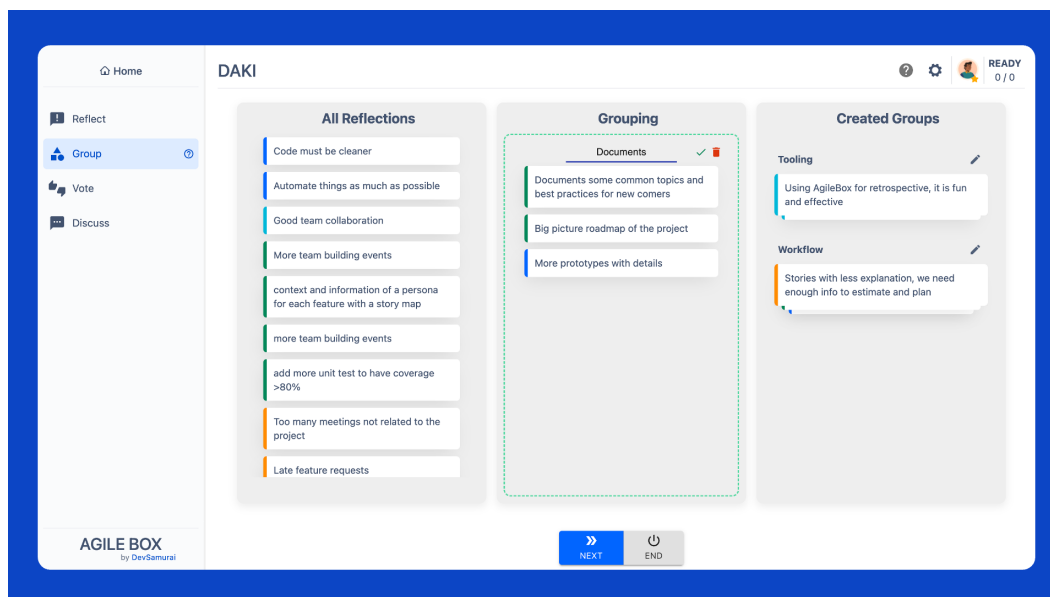 Home
DAKI
READY
0 / 0
Reflect
Group
Vote
Discuss
All Reflections
Code must be cleaner
Automate things as much as possible
Good team collaboration
More team building events
context and information of a persona
for each feature with a story map
more team building events
add more unit test to have coverage
>80%
Too many meetings not related to the
project
Late feature requests
Grouping
Documents
Documents some common topics and
best practices for new comers
Big picture roadmap of the project
More prototypes with details
Created Groups
Tooling
Using AgileBox for retrospective, it is fun
and effective
Workflow
Stories with less explanation, we need
enough info to estimate and plan
AGILE BOX
by DevSamurai
NEXT
END